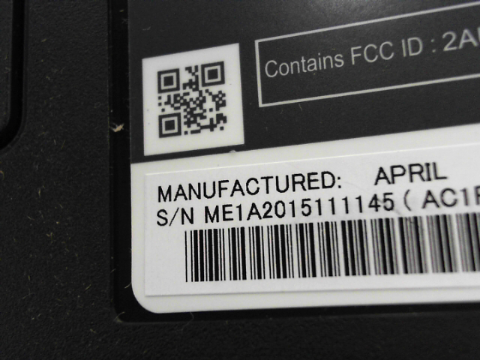 Contains FCC ID : 2A
MANUFACTURED: APRIL
S/N ME1A2015111145 ( AC1